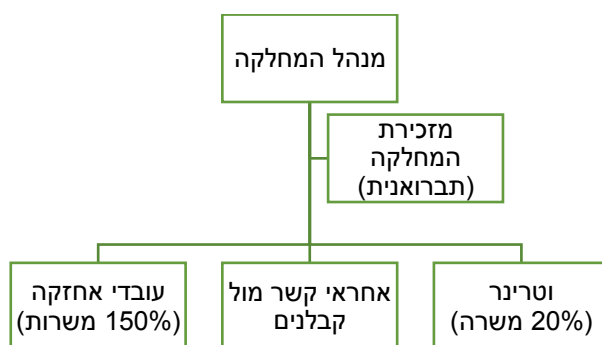 מנהל המחלקה
מזכירת
המחלקה
(תברואנית)
וטרינר
(20% משרה)
אחראי קשר מול
קבלנים
עובדי אחזקה
(150% משרות)